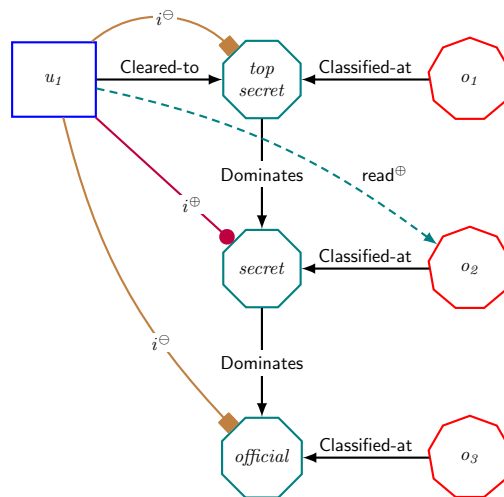 i⊖
u₁
Cleared-to
top
secret
Classified-at
o₁
read⊕
Dominates
i⊕
secret
Classified-at
o₂
i⊖
Dominates
official
Classified-at
o₃